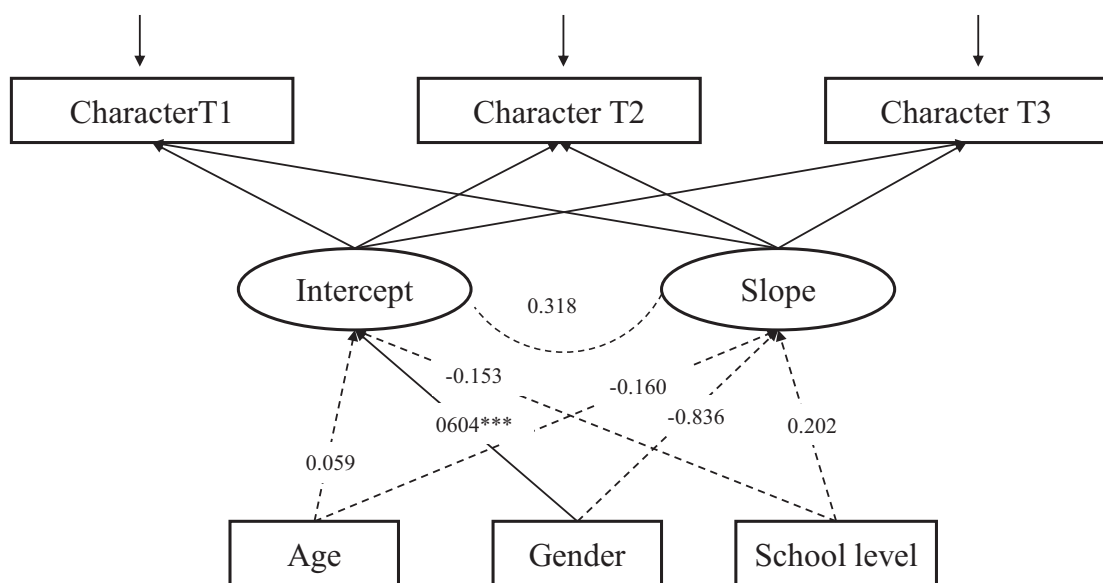 CharacterT1
Character T2
Character T3
Intercept
Slope
0.318
-0.153
-0.160
0604***
-0.836
0.202
0.059
Age
Gender
School level